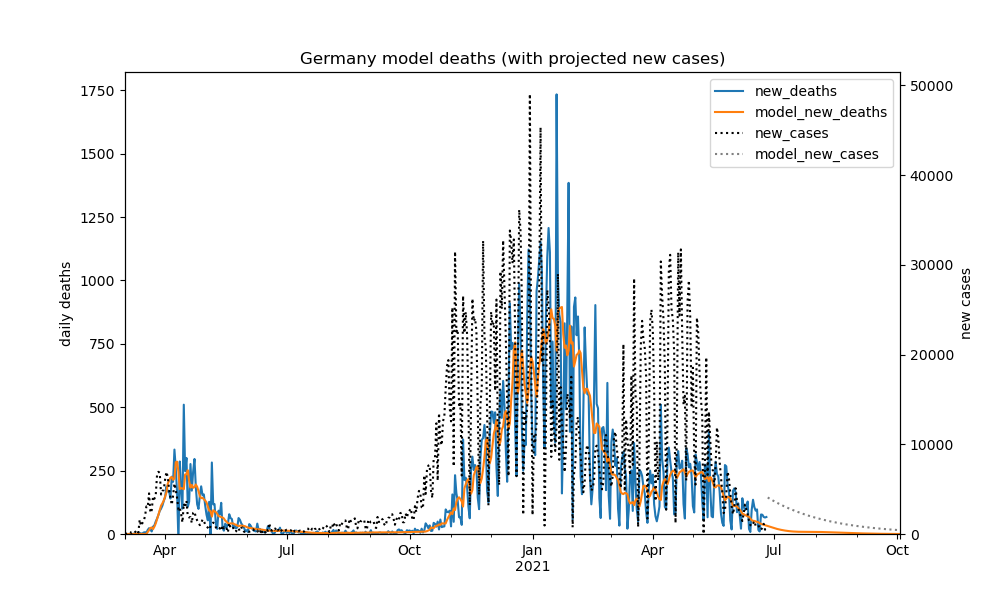 Germany model deaths (with projected new cases)
new_deaths
model_new_deaths
new_cases
model_new_cases
daily deaths
1750
1500
1250
1000
750
500
250
0
new cases
50000
40000
30000
20000
10000
0
Apr
Jul
Oct
Jan
2021
Apr
Jul
Oct